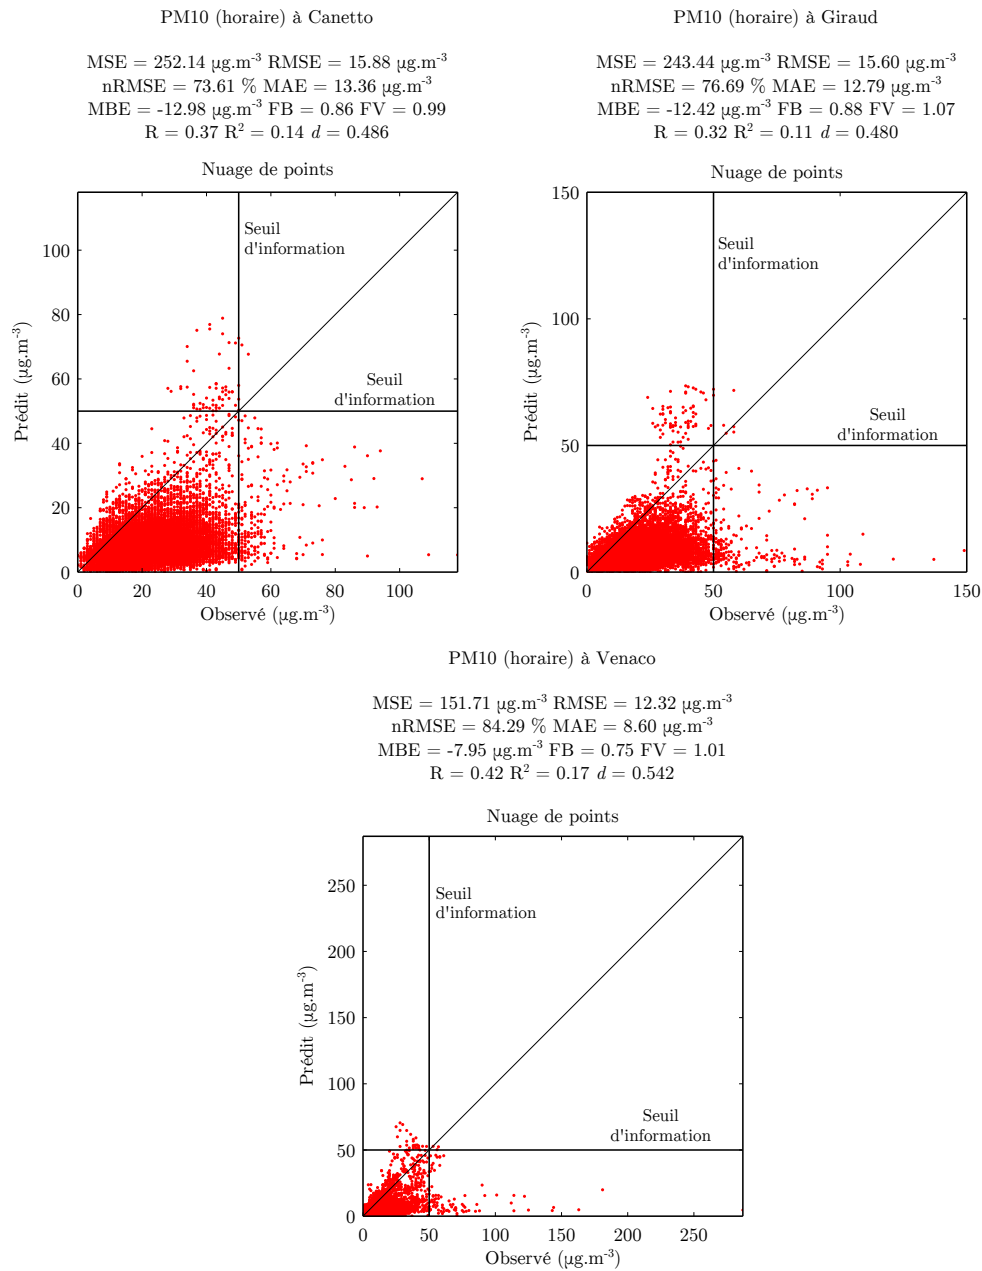 PM10 (horaire) à Canetto
MSE = 252.14 µg.m-3 RMSE = 15.88 µg.m-3
nRMSE = 73.61 % MAE = 13.36 µg.m-3
MBE = -12.98 µg.m-3 FB = 0.86 FV = 0.99
R = 0.37 R2 = 0.14 d = 0.486
Nuage de points
100
80
60
40
20
0
Prédit (µg.m-3)
Seuil
d'information
Seuil
d'information
0 20 40 60 80 100
Observé (µg.m-3)
PM10 (horaire) à Giraud
MSE = 243.44 µg.m-3 RMSE = 15.60 µg.m-3
nRMSE = 76.69 % MAE = 12.79 µg.m-3
MBE = -12.42 µg.m-3 FB = 0.88 FV = 1.07
R = 0.32 R2 = 0.11 d = 0.480
Nuage de points
150
100
50
0
Prédit (µg.m-3)
Seuil
d'information
Seuil
d'information
0 50 100 150
Observé (µg.m-3)
PM10 (horaire) à Venaco
MSE = 151.71 µg.m-3 RMSE = 12.32 µg.m-3
nRMSE = 84.29 % MAE = 8.60 µg.m-3
MBE = -7.95 µg.m-3 FB = 0.75 FV = 1.01
R = 0.42 R2 = 0.17 d = 0.542
Nuage de points
250
200
150
100
50
0
Prédit (µg.m-3)
Seuil
d'information
Seuil
d'information
0 50 100 150 200 250
Observé (µg.m-3)